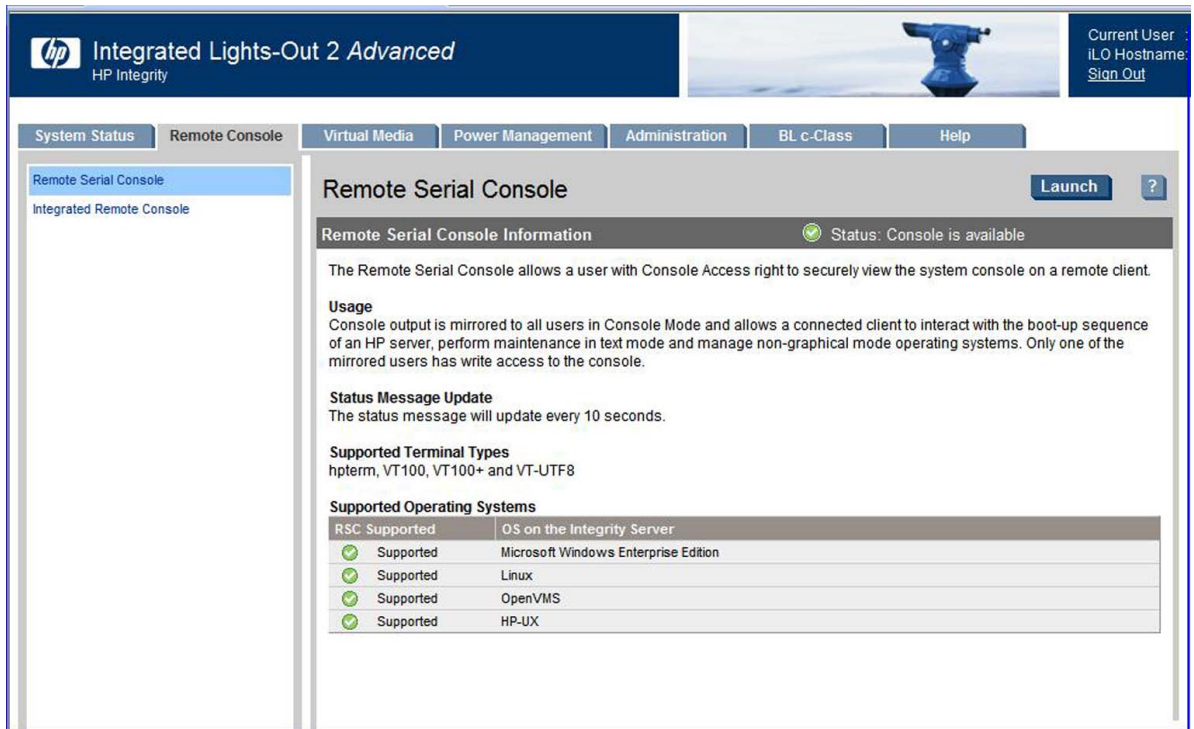 hp
Integrated Lights-Out 2 Advanced
HP Integrity
Current User :
iLO Hostname:
Sign Out
System Status
Remote Console
Virtual Media
Power Management
Administration
BL c-Class
Help
Remote Serial Console
Integrated Remote Console
Remote Serial Console
Launch
?
Remote Serial Console Information
Status: Console is available
The Remote Serial Console allows a user with Console Access right to securely view the system console on a remote client.
Usage
Console output is mirrored to all users in Console Mode and allows a connected client to interact with the boot-up sequence
of an HP server, perform maintenance in text mode and manage non-graphical mode operating systems. Only one of the
mirrored users has write access to the console.
Status Message Update
The status message will update every 10 seconds.
Supported Terminal Types
hpterm, VT100, VT100+ and VT-UTF8
Supported Operating Systems
RSC Supported OS on the Integrity Server
Supported Microsoft Windows Enterprise Edition
Supported Linux
Supported OpenVMS
Supported HP-UX